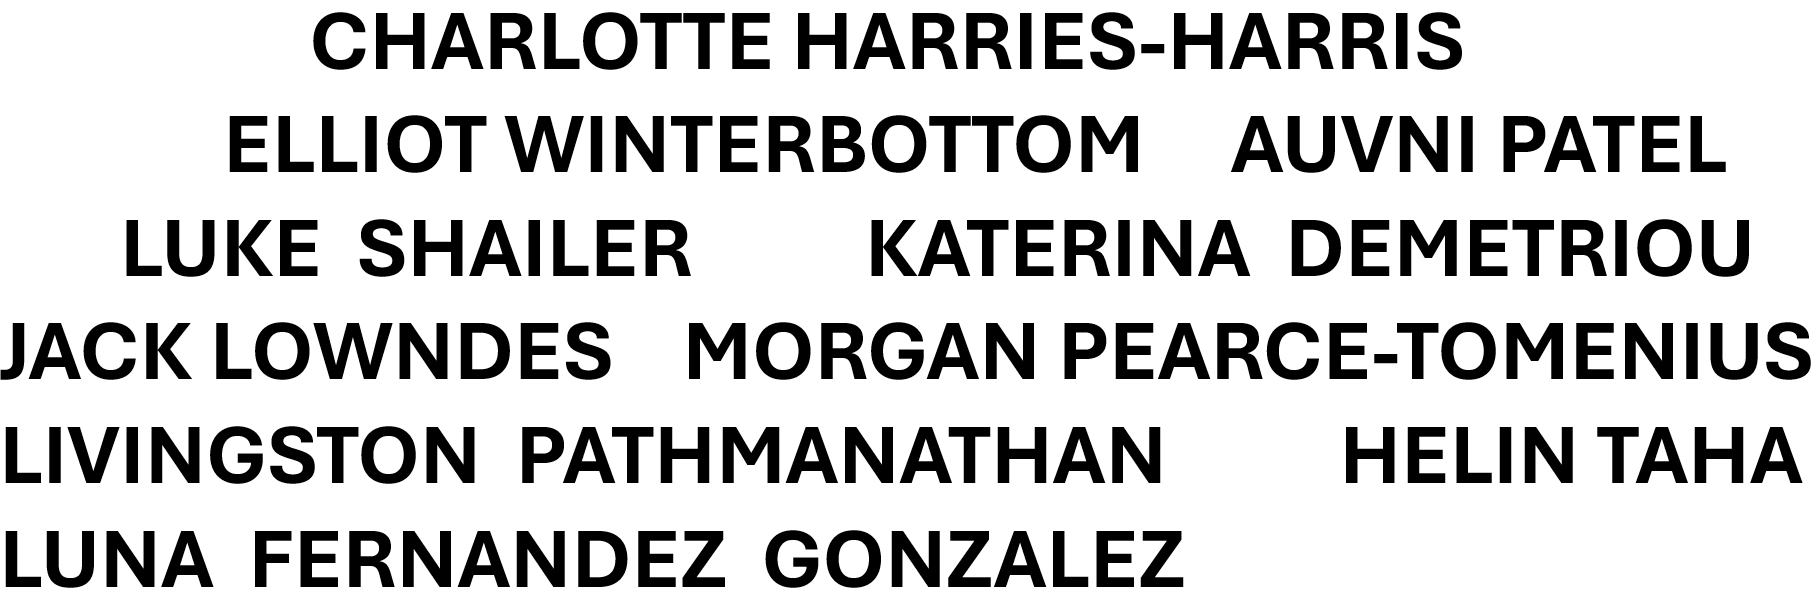 CHARLOTTE HARRIES-HARRIS
ELLIOT WINTERBOTTOM AUVNI PATEL
LUKE SHAILER KATERINA DEMETRIOU
JACK LOWNDES MORGAN PEARCE-TOMENIUS
LIVINGSTON PATHMANATHAN HELIN TAHA
LUNA FERNANDEZ GONZALEZ